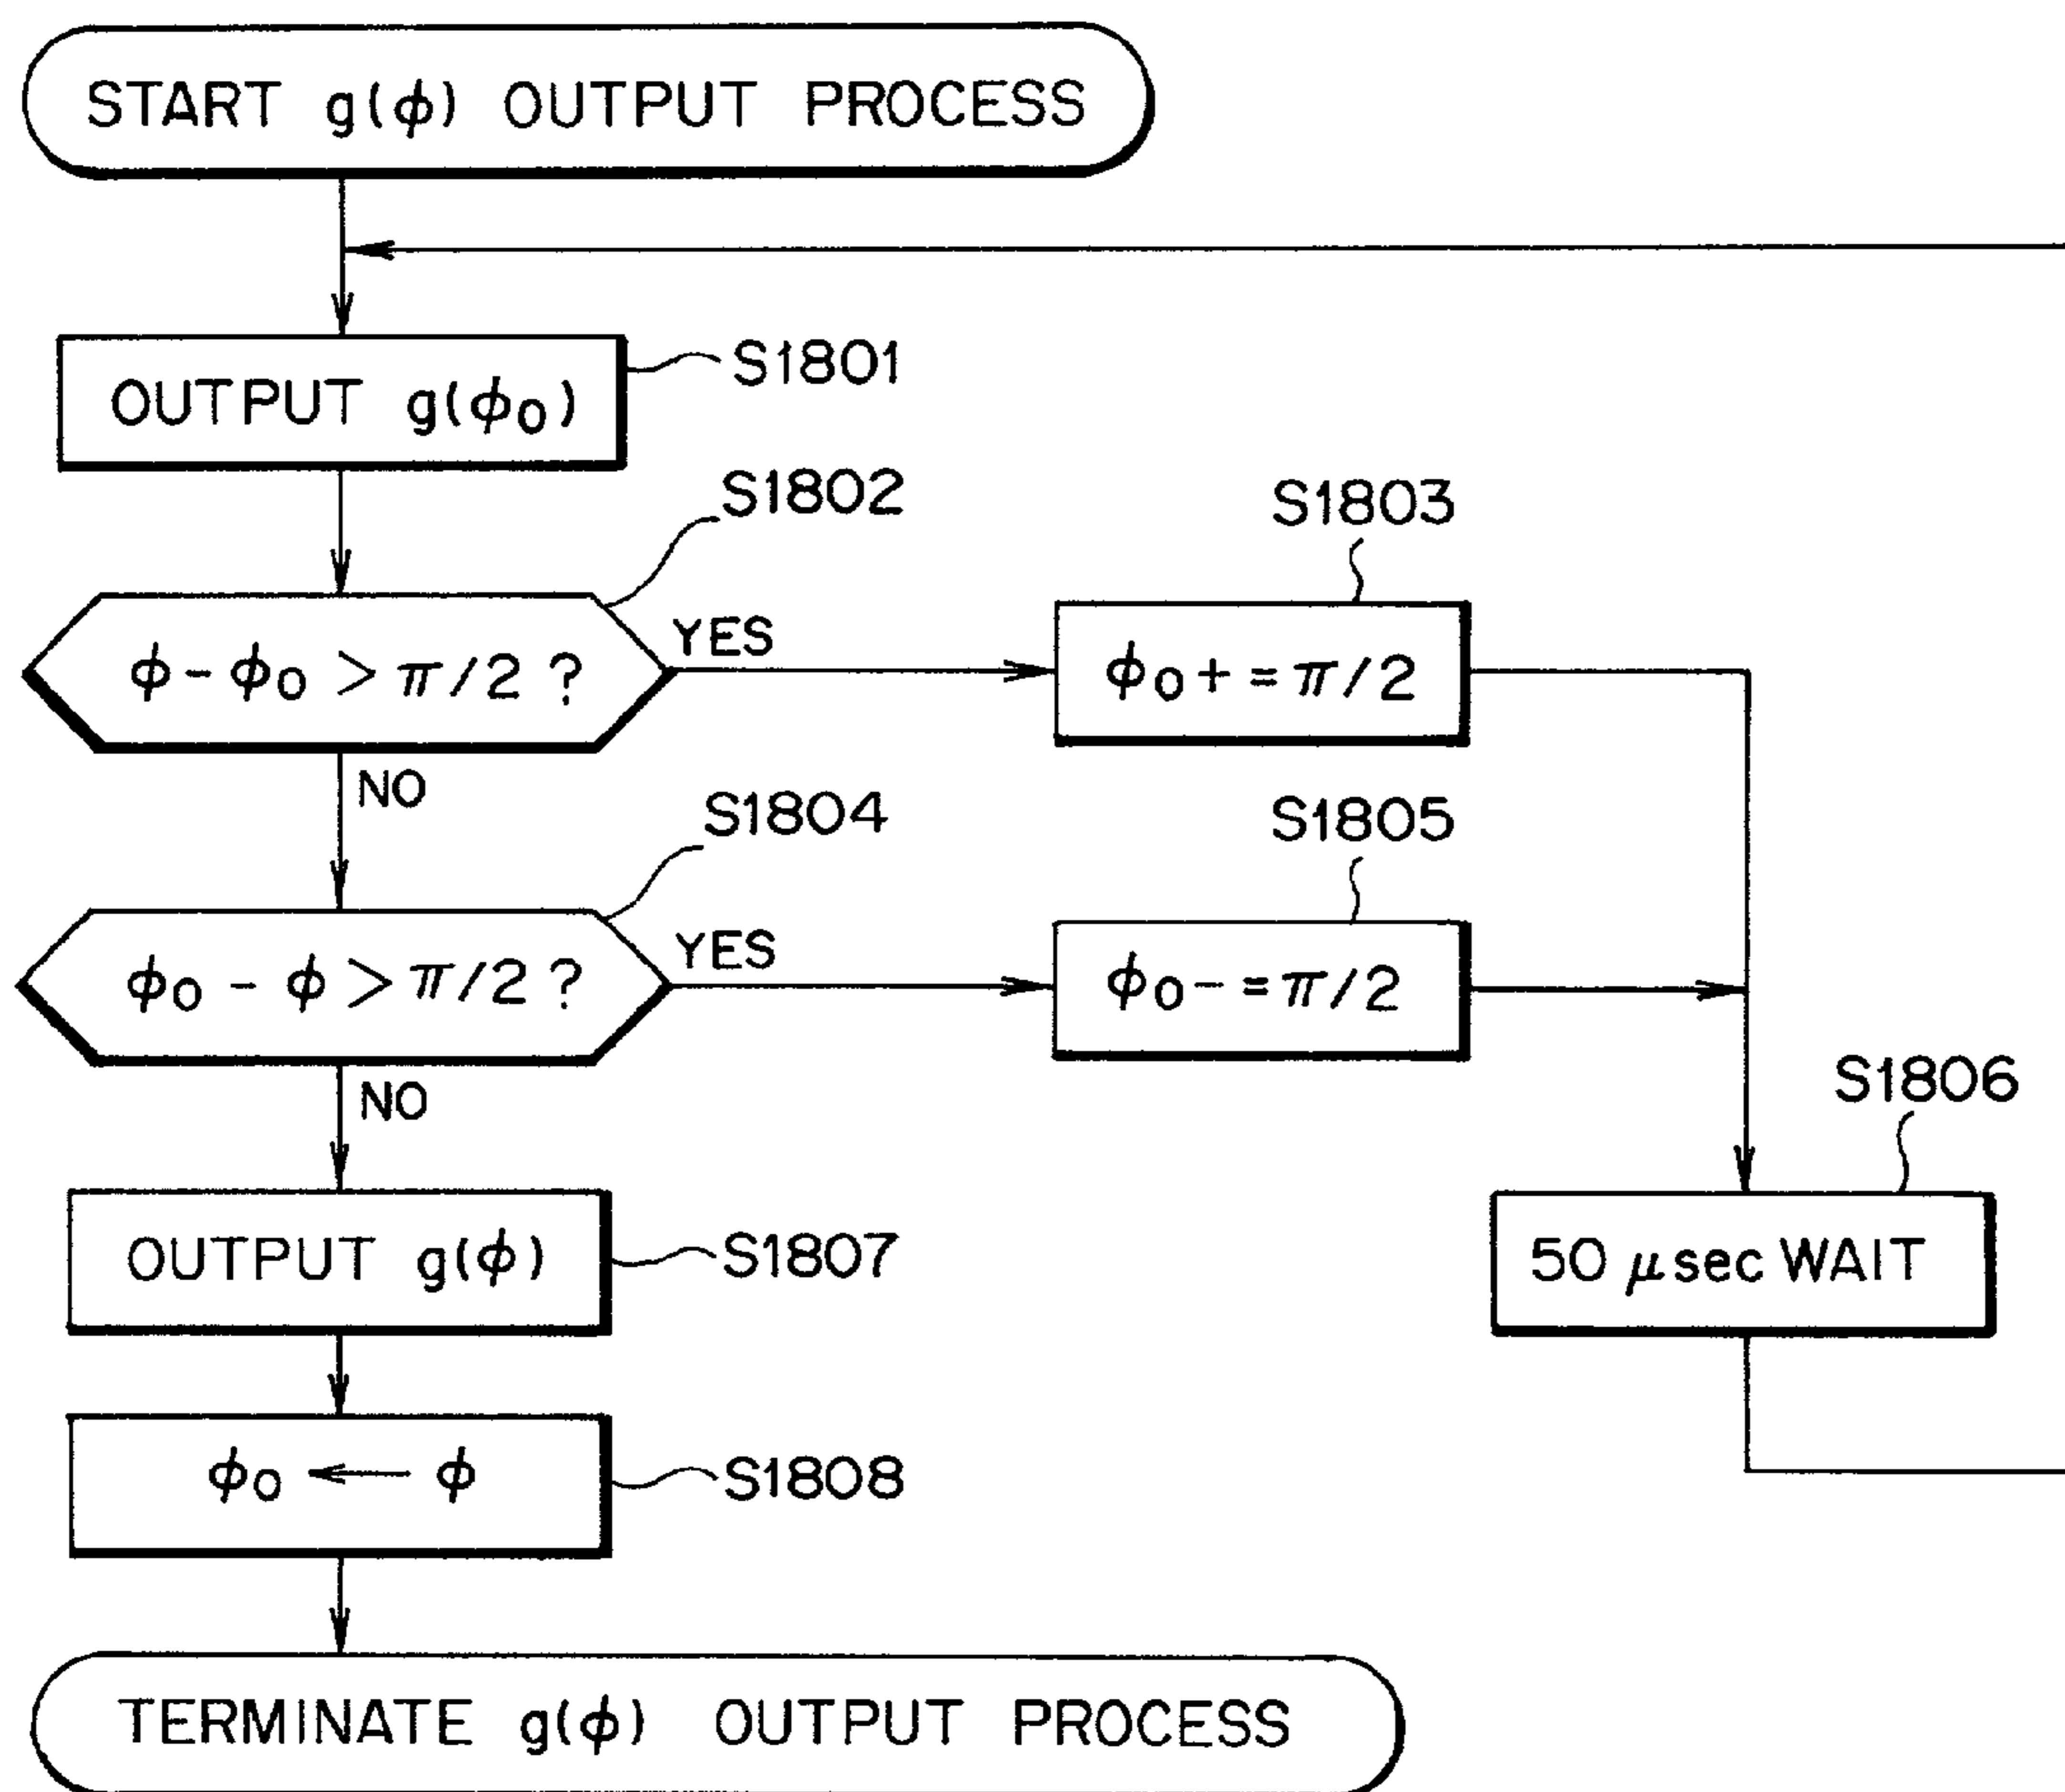 START g(φ) OUTPUT PROCESS
OUTPUT g(φ₀)
S1801
φ - φ₀ > π/2 ?
S1802
YES
φ₀ + = π/2
S1803
NO
φ₀ - φ > π/2 ?
S1804
YES
φ₀ - = π/2
S1805
NO
50 μsec WAIT
S1806
OUTPUT g(φ)
S1807
φ₀ ← φ
S1808
TERMINATE g(φ) OUTPUT PROCESS